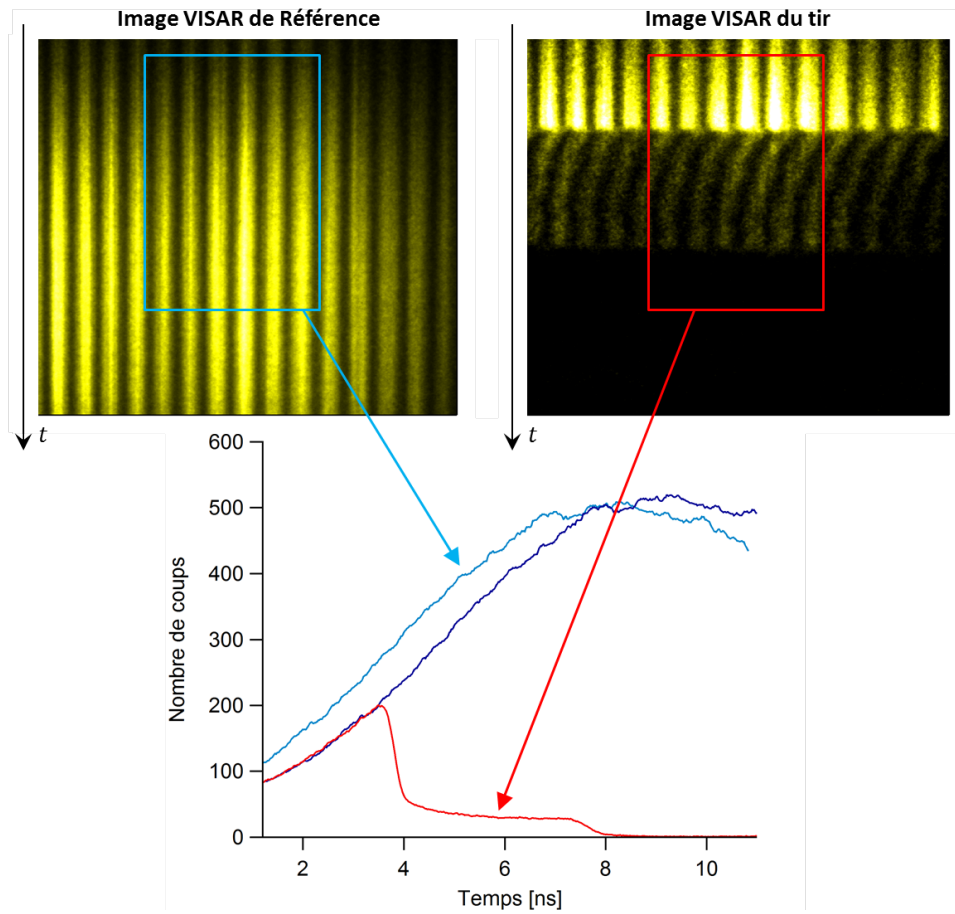 Image VISAR de Référence
Image VISAR du tir
t
t
600
500
400
300
200
100
0
Nombre de coups
2
4
6
8
10
Temps [ns]